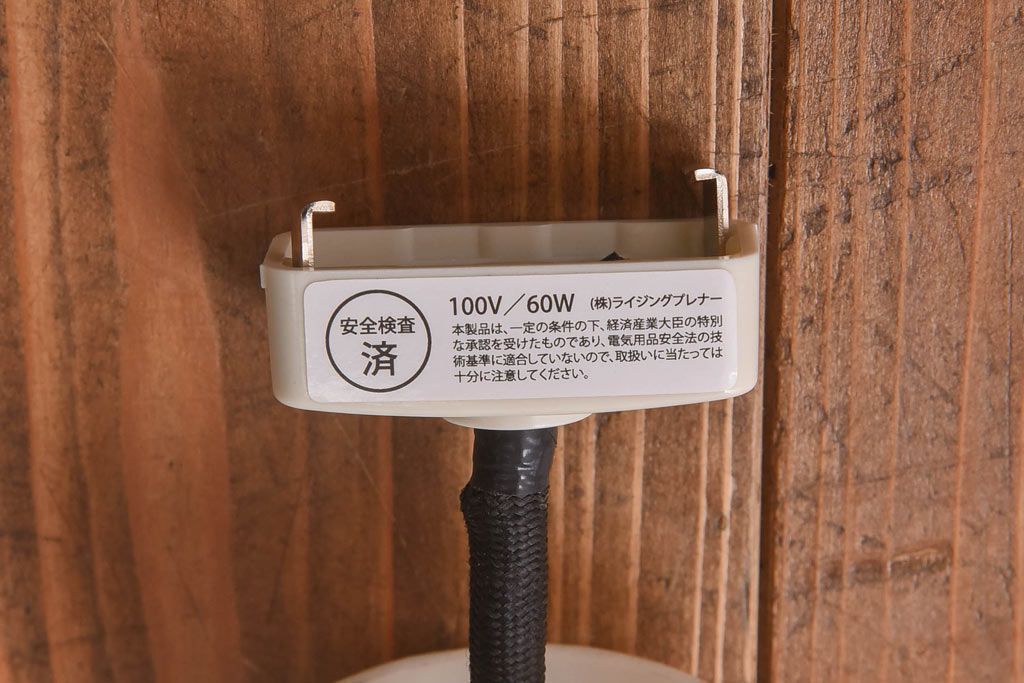 安全検査
済
100V／60W (株)ライジングプレナー
本製品は、一定の条件の下、経済産業大臣の特別
な承認を受けたものであり、電気用品安全法の技
術基準に適合していないので、取扱いに当たっては
十分に注意してください。